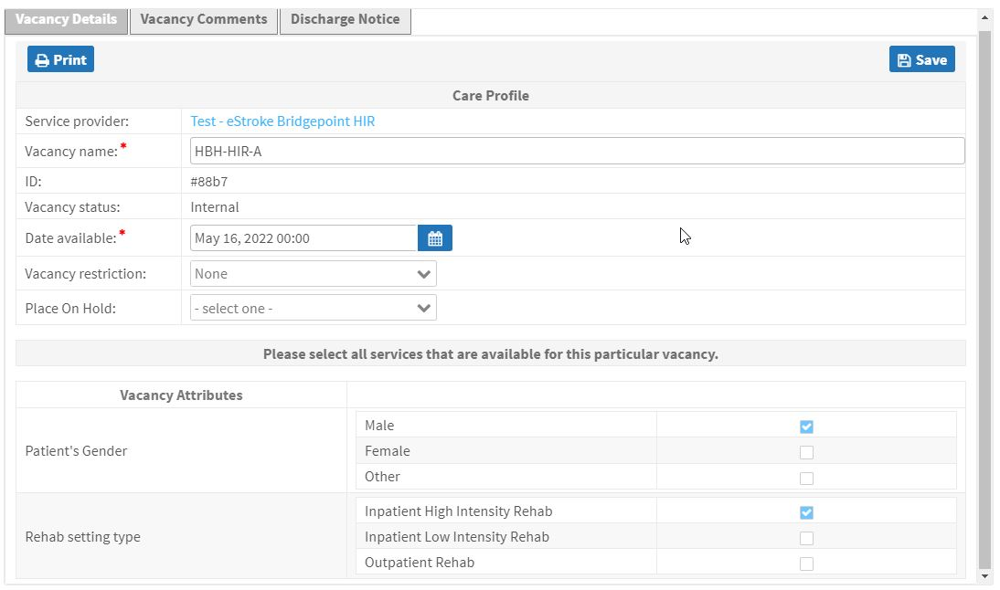 Vacancy Details Vacancy Comments Discharge Notice
Print Save
Care Profile
Service provider: Test - eStroke Bridgepoint HIR
Vacancy name: * HBH-HIR-A
ID: #88b7
Vacancy status: Internal
Date available: * May 16, 2022 00:00
Vacancy restriction: None
Place On Hold: - select one -
Please select all services that are available for this particular vacancy.
Vacancy Attributes
Patient's Gender
Male
Female
Other
Rehab setting type
Inpatient High Intensity Rehab
Inpatient Low Intensity Rehab
Outpatient Rehab